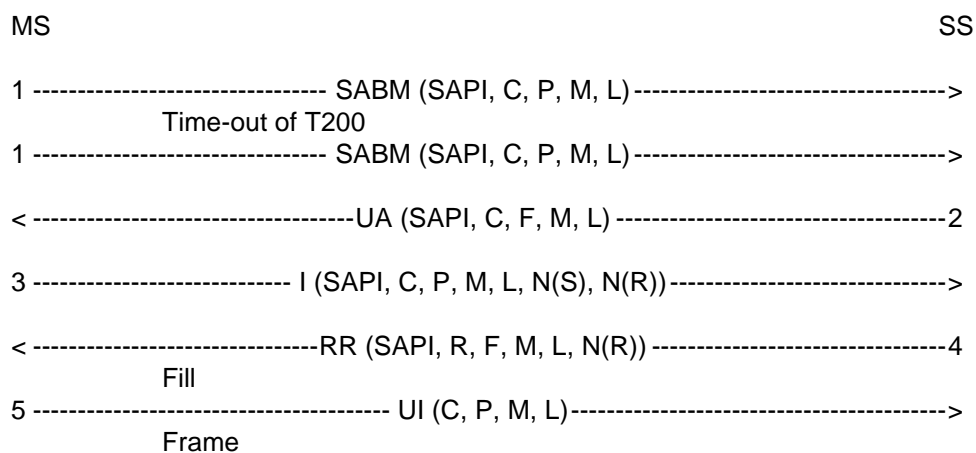 MS SS
1 --------------------------------- SABM (SAPI, C, P, M, L)----------------------------------->
Time-out of T200
1 --------------------------------- SABM (SAPI, C, P, M, L)----------------------------------->
< ------------------------------------UA (SAPI, C, F, M, L) -------------------------------------2
3 ----------------------------- I (SAPI, C, P, M, L, N(S), N(R))------------------------------->
< --------------------------------RR (SAPI, R, F, M, L, N(R)) ---------------------------------4
Fill
5 ---------------------------------------- UI (C, P, M, L)------------------------------------------>
Frame